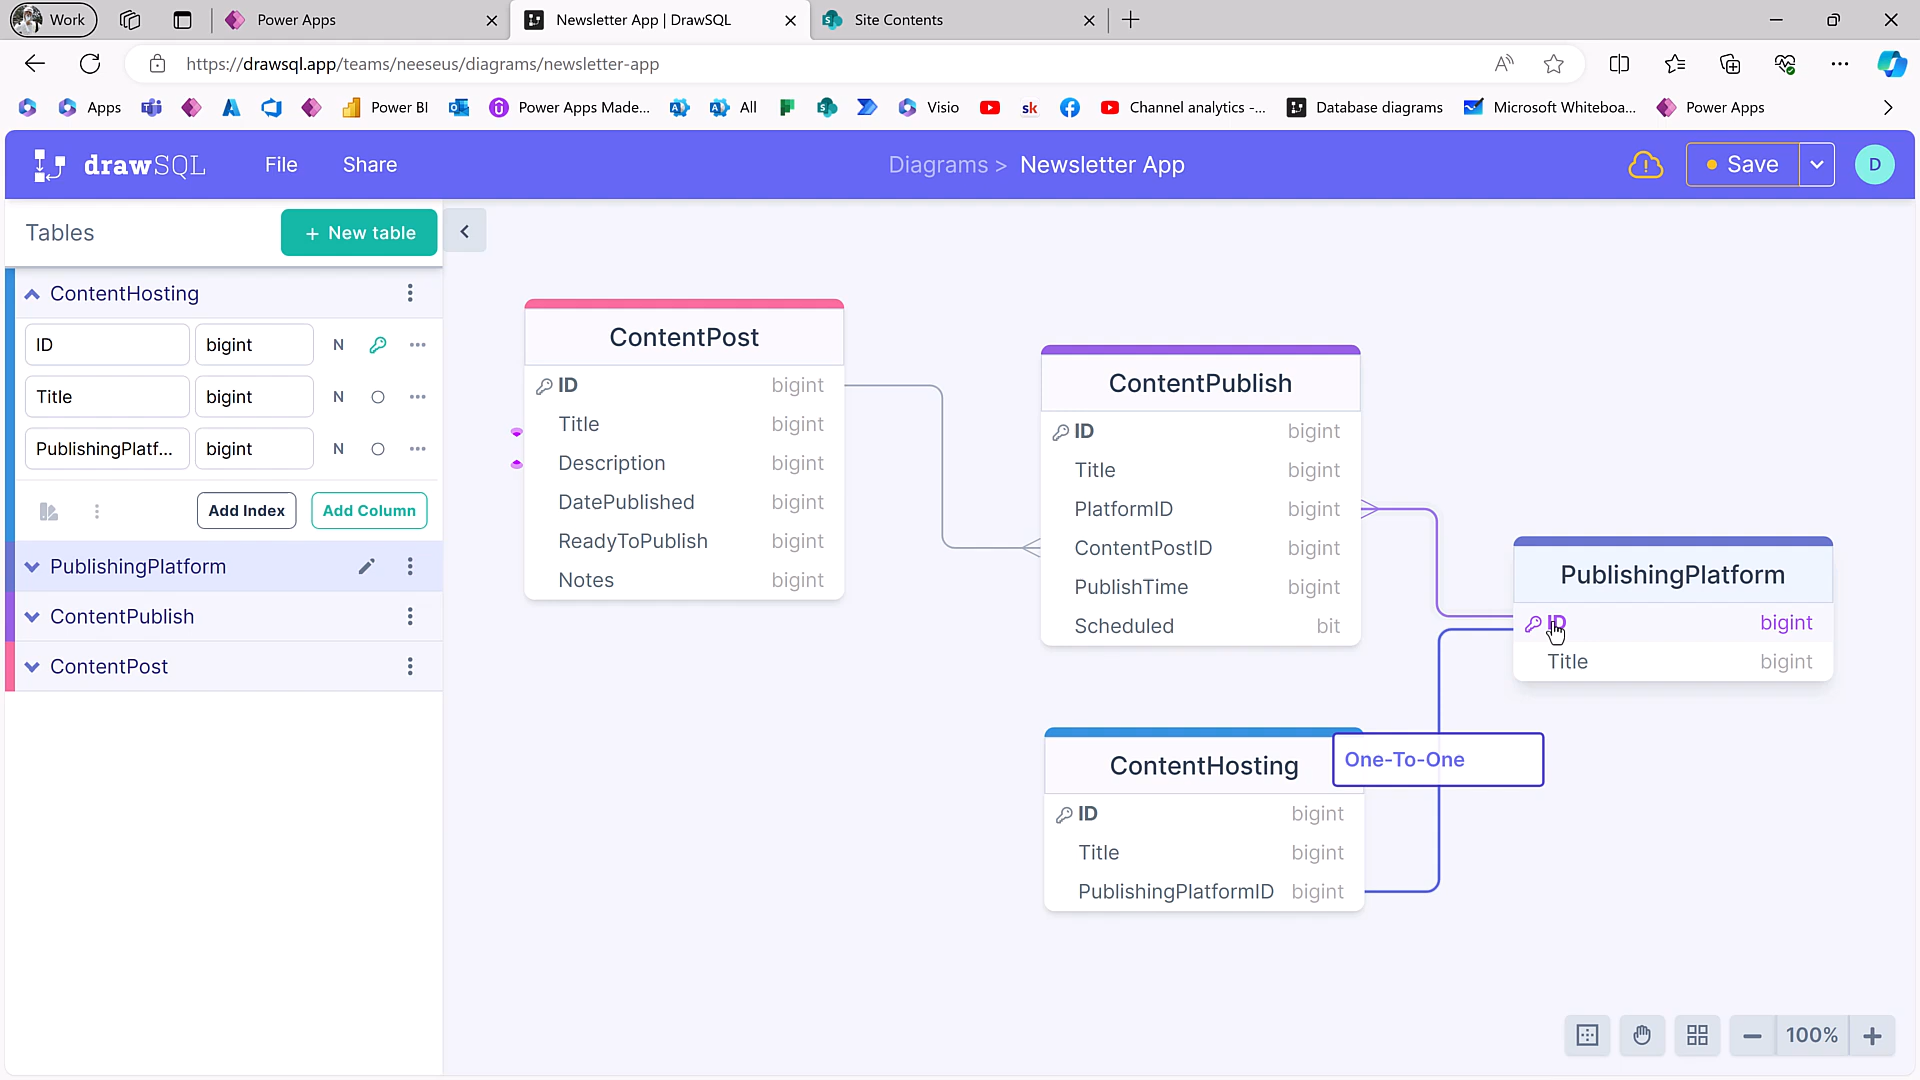 Work
Power Apps
Newsletter App | DrawSQL
Site Contents
https://drawsql.app/teams/neeseus/diagrams/newsletter-app
Apps
Power BI
Power Apps Made...
All
Visio
sk
Channel analytics -...
Database diagrams
Microsoft Whiteboa...
Power Apps
drawSQL
File
Share
Diagrams > Newsletter App
Save
D
Tables
+ New table
ContentHosting
ID bigint N
Title bigint N
PublishingPlatf... bigint N
Add Index
Add Column
PublishingPlatform
ContentPublish
ContentPost
ContentPost
ID bigint
Title bigint
Description bigint
DatePublished bigint
ReadyToPublish bigint
Notes bigint
ContentPublish
ID bigint
Title bigint
PlatformID bigint
ContentPostID bigint
PublishTime bigint
Scheduled bit
PublishingPlatform
ID bigint
Title bigint
ContentHosting
One-To-One
ID bigint
Title bigint
PublishingPlatformID bigint
100%